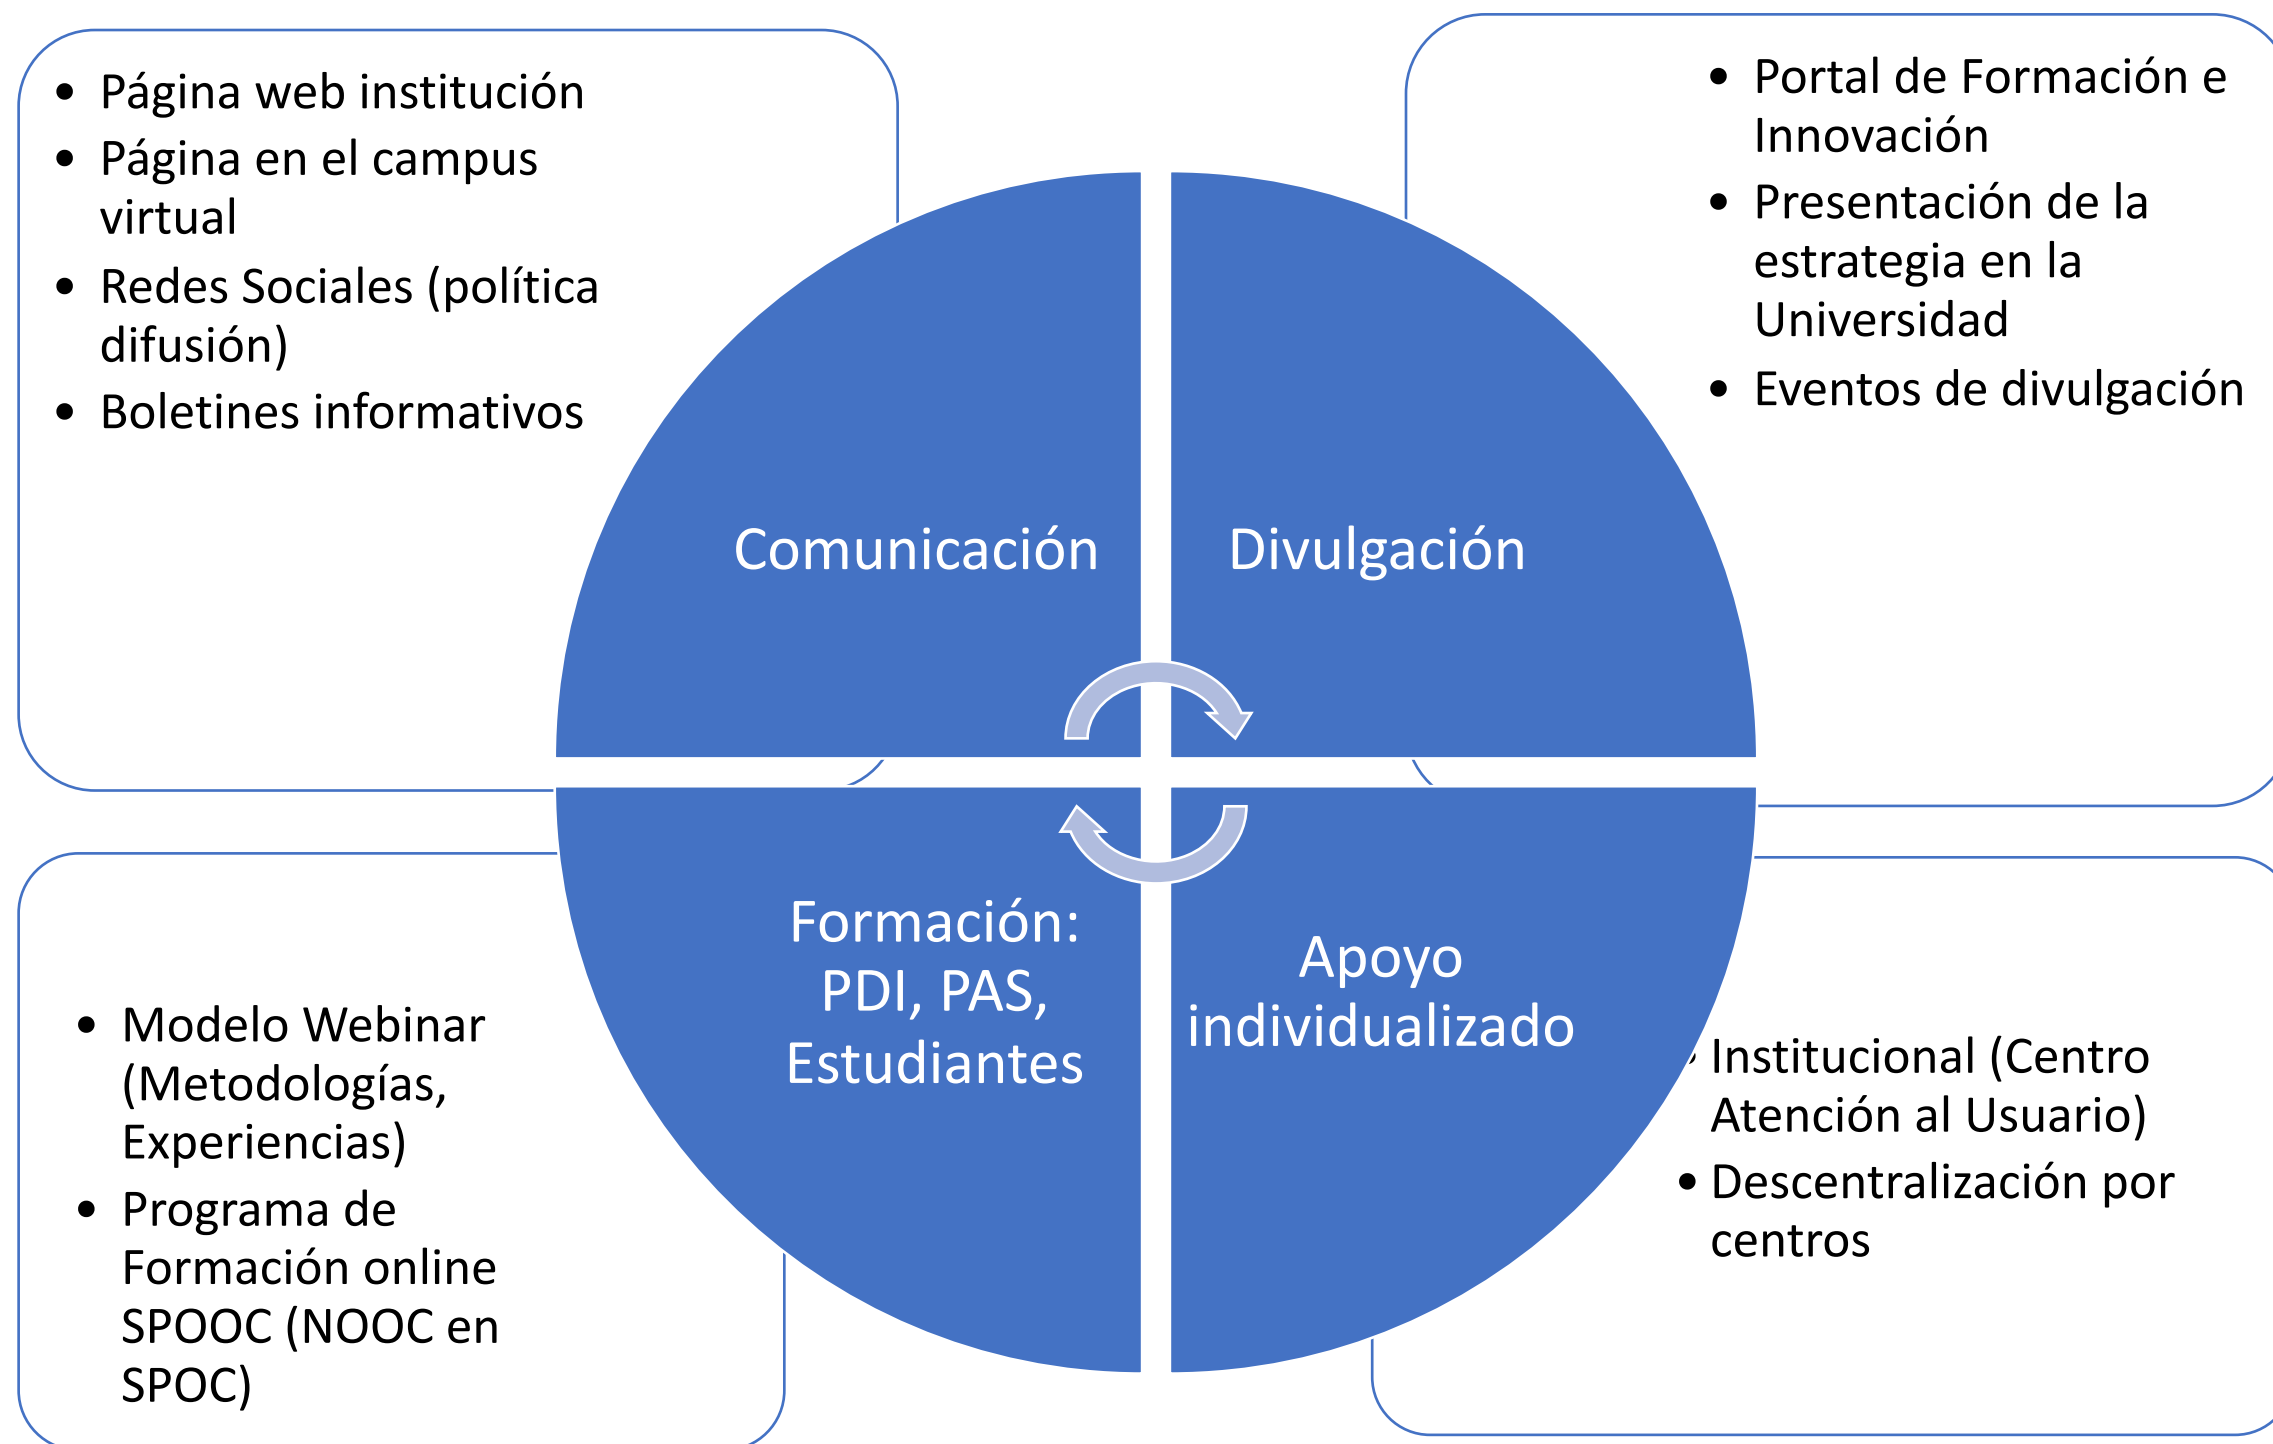 • Página web institución
• Página en el campus
virtual
• Redes Sociales (política
difusión)
• Boletines informativos
• Portal de Formación e
Innovación
• Presentación de la
estrategia en la
Universidad
• Eventos de divulgación
Comunicación
Divulgación
Formación:
PDI, PAS,
Estudiantes
Apoyo
individualizado
• Modelo Webinar
(Metodologías,
Experiencias)
• Programa de
Formación online
SPOOC (NOOC en
SPOC)
• Institucional (Centro
Atención al Usuario)
• Descentralización por
centros